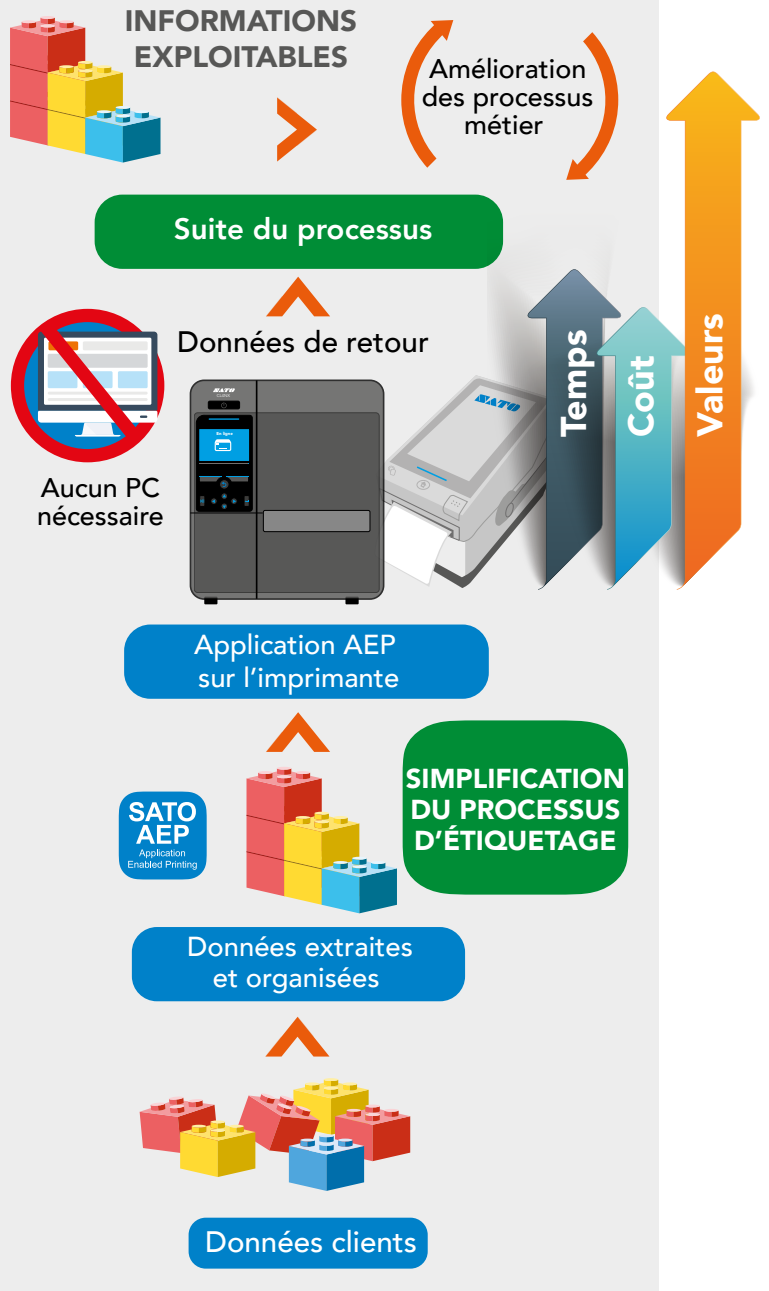 INFORMATIONS
EXPLOITABLES
Amélioration
des processus
métier
Suite du processus
Données de retour
Aucun PC
nécessaire
SATO
En ligne
SATO
Temps
Coût
Valeurs
Application AEP
sur l'imprimante
SATO
AEP
Application
Enabled Printing
SIMPLIFICATION
DU PROCESSUS
D'ÉTIQUETAGE
Données extraites
et organisées
Données clients